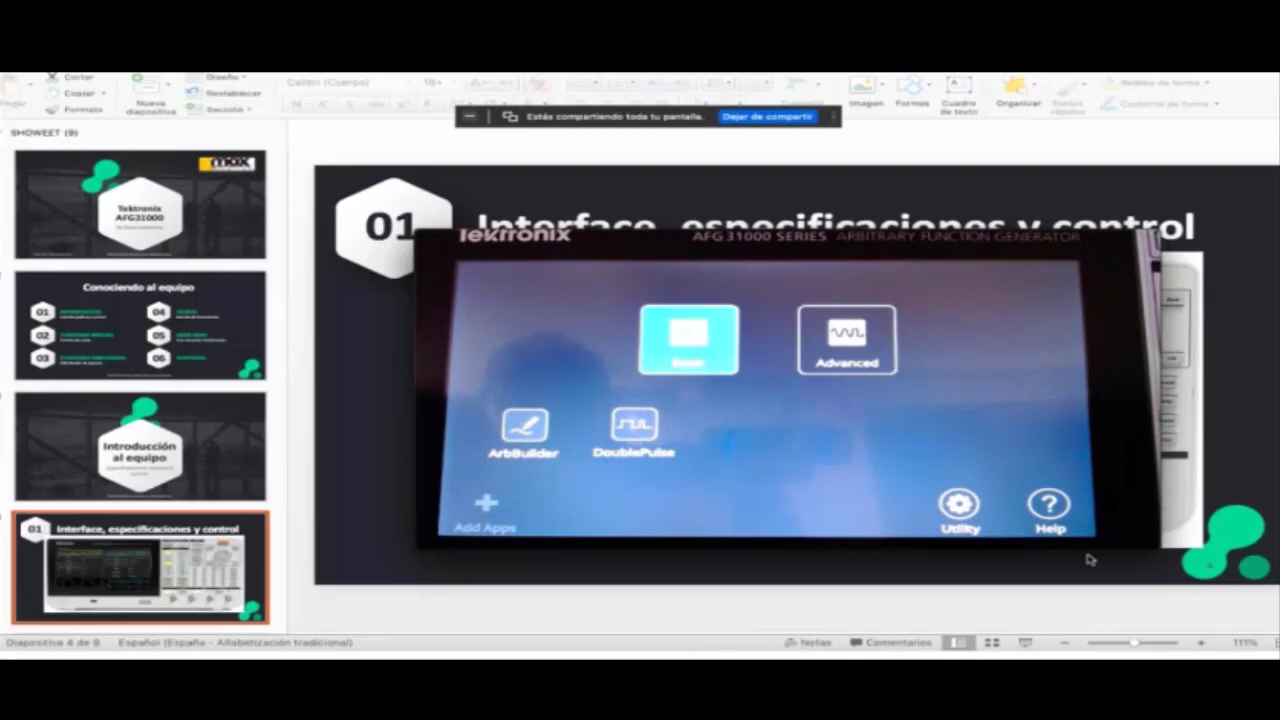 Cortar
Copiar
Formato
Nueva
diapositiva
Diseño
Restablecer
Sección
Calibri (Cuerpo)
Imagen
Formas
Cuadro
de texto
Organizar
Estás compartiendo toda tu pantalla.
Dejar de compartir
SHOWEET (9)
Tektronix
AFG31000
Conociendo al equipo
01
02
03
04
05
06
Introducción
al equipo
01 Interface, especificaciones y control
01 Interface, especificaciones y control
Tektronix AFG31000 SERIES ARBITRARY FUNCTION GENERATOR
Advanced
ArbBuilder DoublePulse
Add Apps Utility Help
Diapositiva 4 de 9 Español (España - Alfabetización tradicional) Notas Comentarios 111%